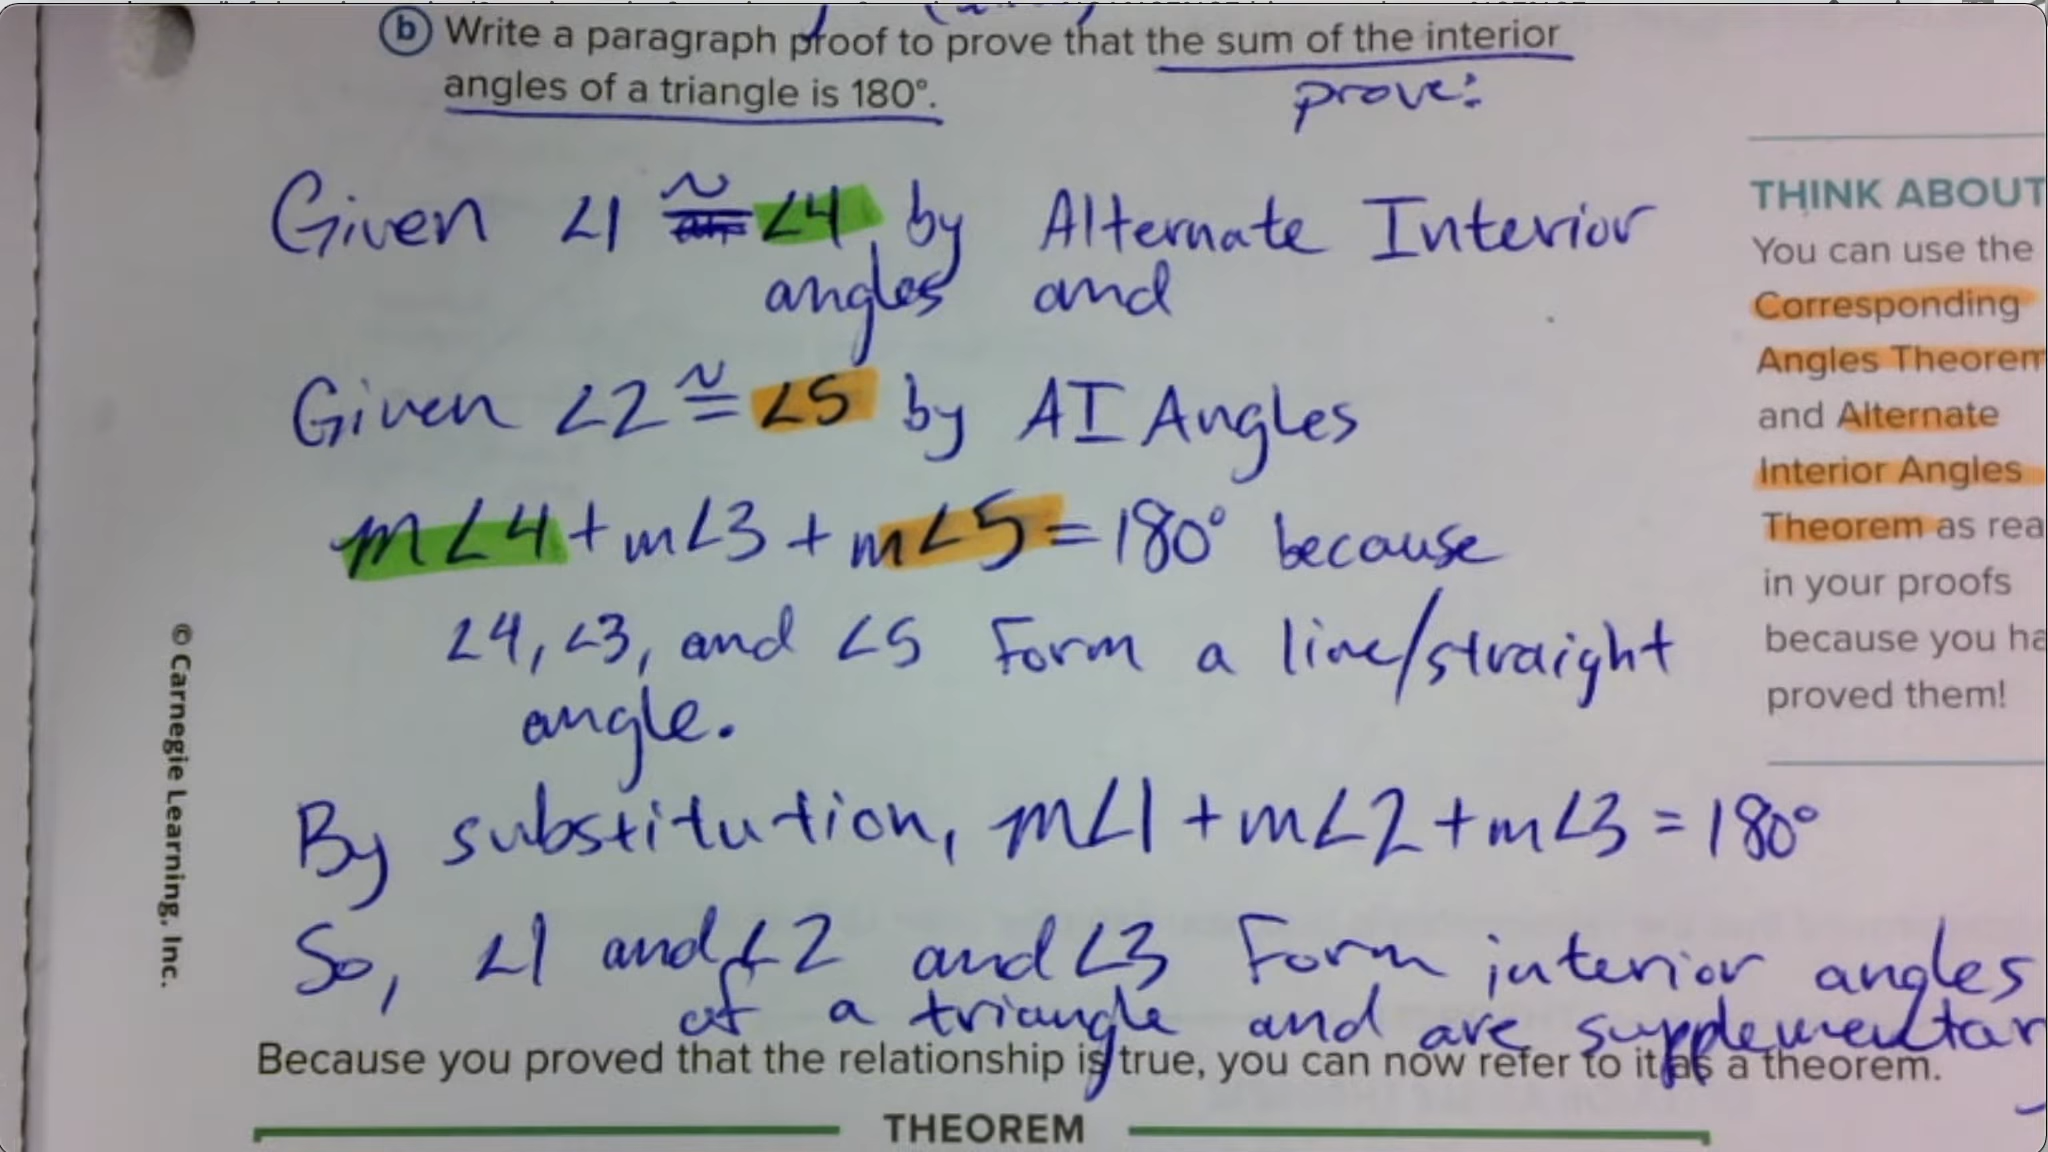 b Write a paragraph proof to prove that the sum of the interior
angles of a triangle is 180°.
prove:
Given ∠1 ≅ ∠4, by Alternate Interior
angles and
Given ∠2 ≅ ∠5 by AI Angles
m∠4 + m∠3 + m∠5 = 180° because
∠4, ∠3, and ∠5 Form a line/straight
angle.
By substitution, m∠1 + m∠2 + m∠3 = 180°
So, ∠1 and ∠2 and ∠3 Form interior angles
of a triangle and are supplementar
Because you proved that the relationship is true, you can now refer to it as a theorem.
THEOREM
THINK ABOUT
You can use the
Corresponding
Angles Theorem
and Alternate
Interior Angles
Theorem as rea
in your proofs
because you ha
proved them!
© Carnegie Learning, Inc.